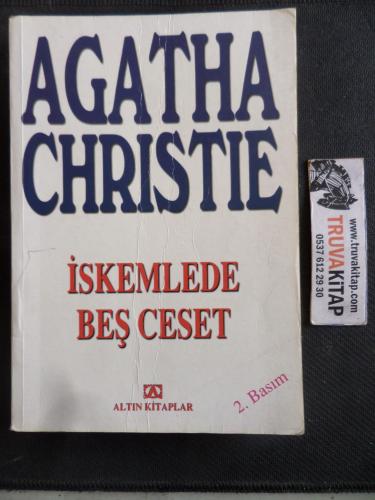 AGATHA
CHRISTIE
İSKEMLEDE
BEŞ CESET
ALTIN KİTAPLAR
2. Basım
www.truvakitap.com
TRUVAKİTAP
0537 612 29 30